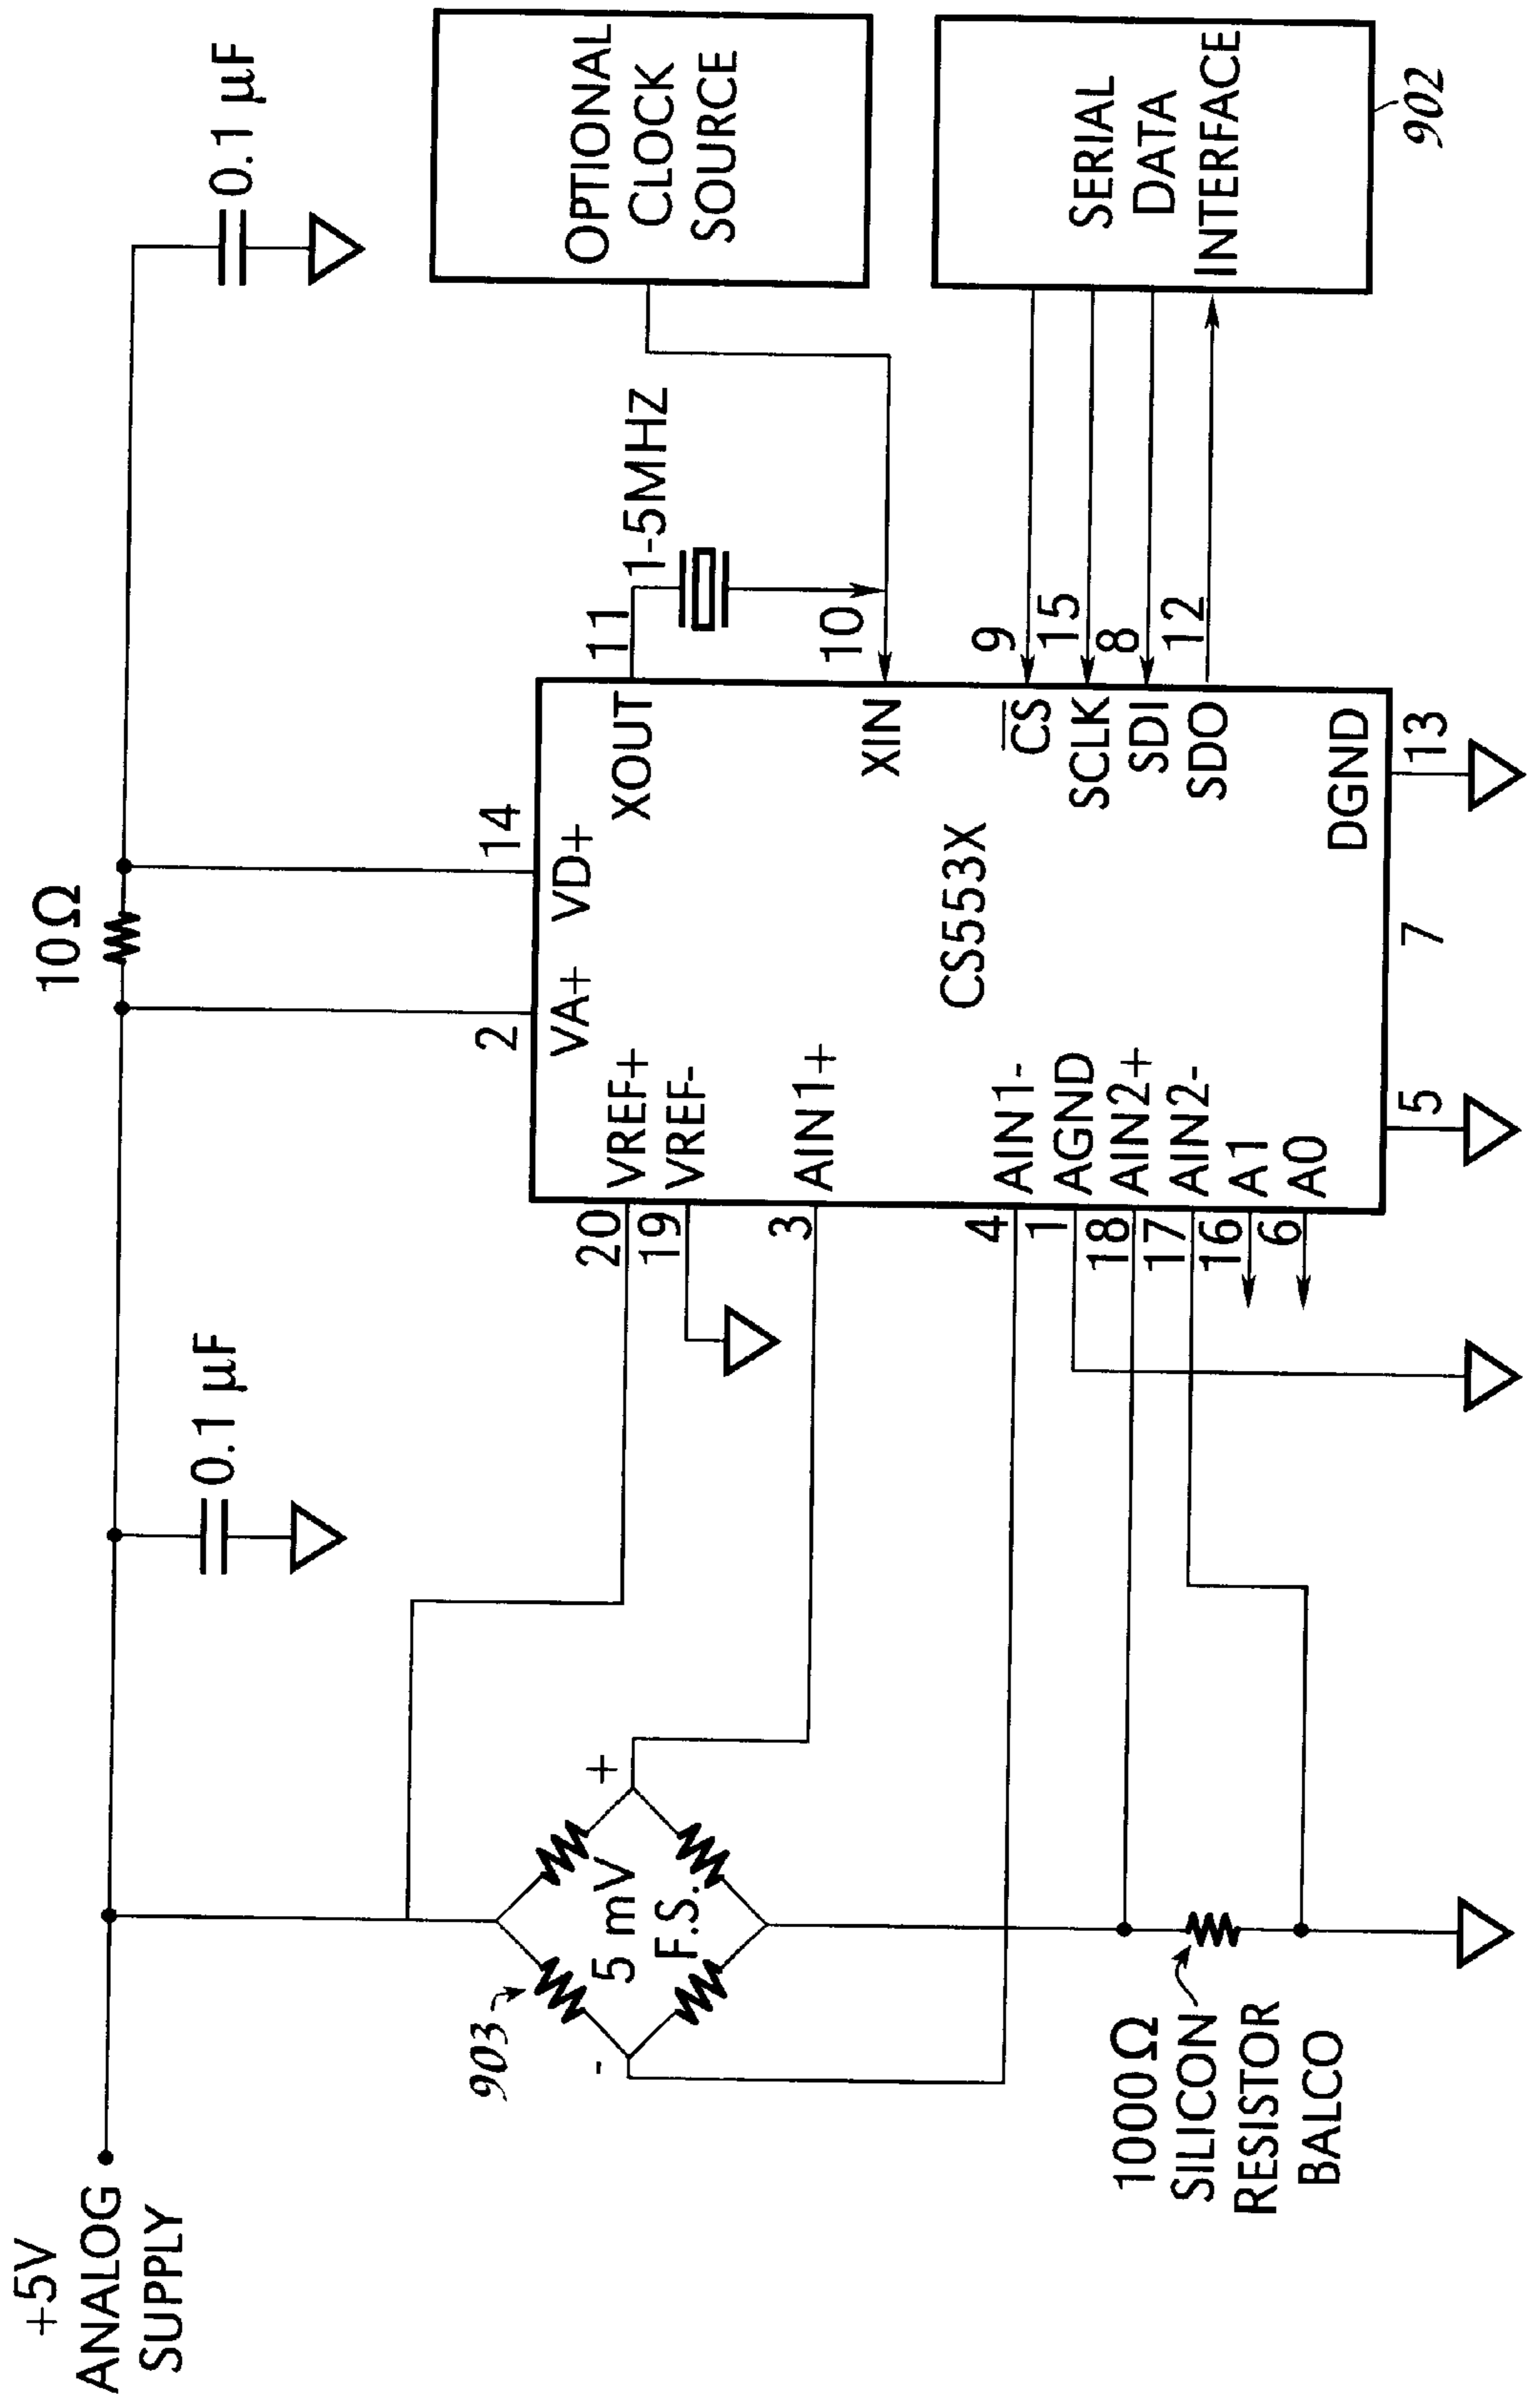 +5V
ANALOG
SUPPLY
10Ω
0.1 µF
0.1 µF
2
14
VA+
VD+
20
VREF+
19
VREF-
3
AIN1+
4
AIN1-
1
AGND
18
AIN2+
17
AIN2-
16
A1
6
A0
CS553X
XOUT
11
1-5MHZ
XIN
10
CS
9
SCLK
15
SDI
8
SDO
12
DGND
13
5
7
OPTIONAL
CLOCK
SOURCE
SERIAL
DATA
INTERFACE
902
903
+
-
5 mV
F.S.
1000Ω
SILICON
RESISTOR
BALCO